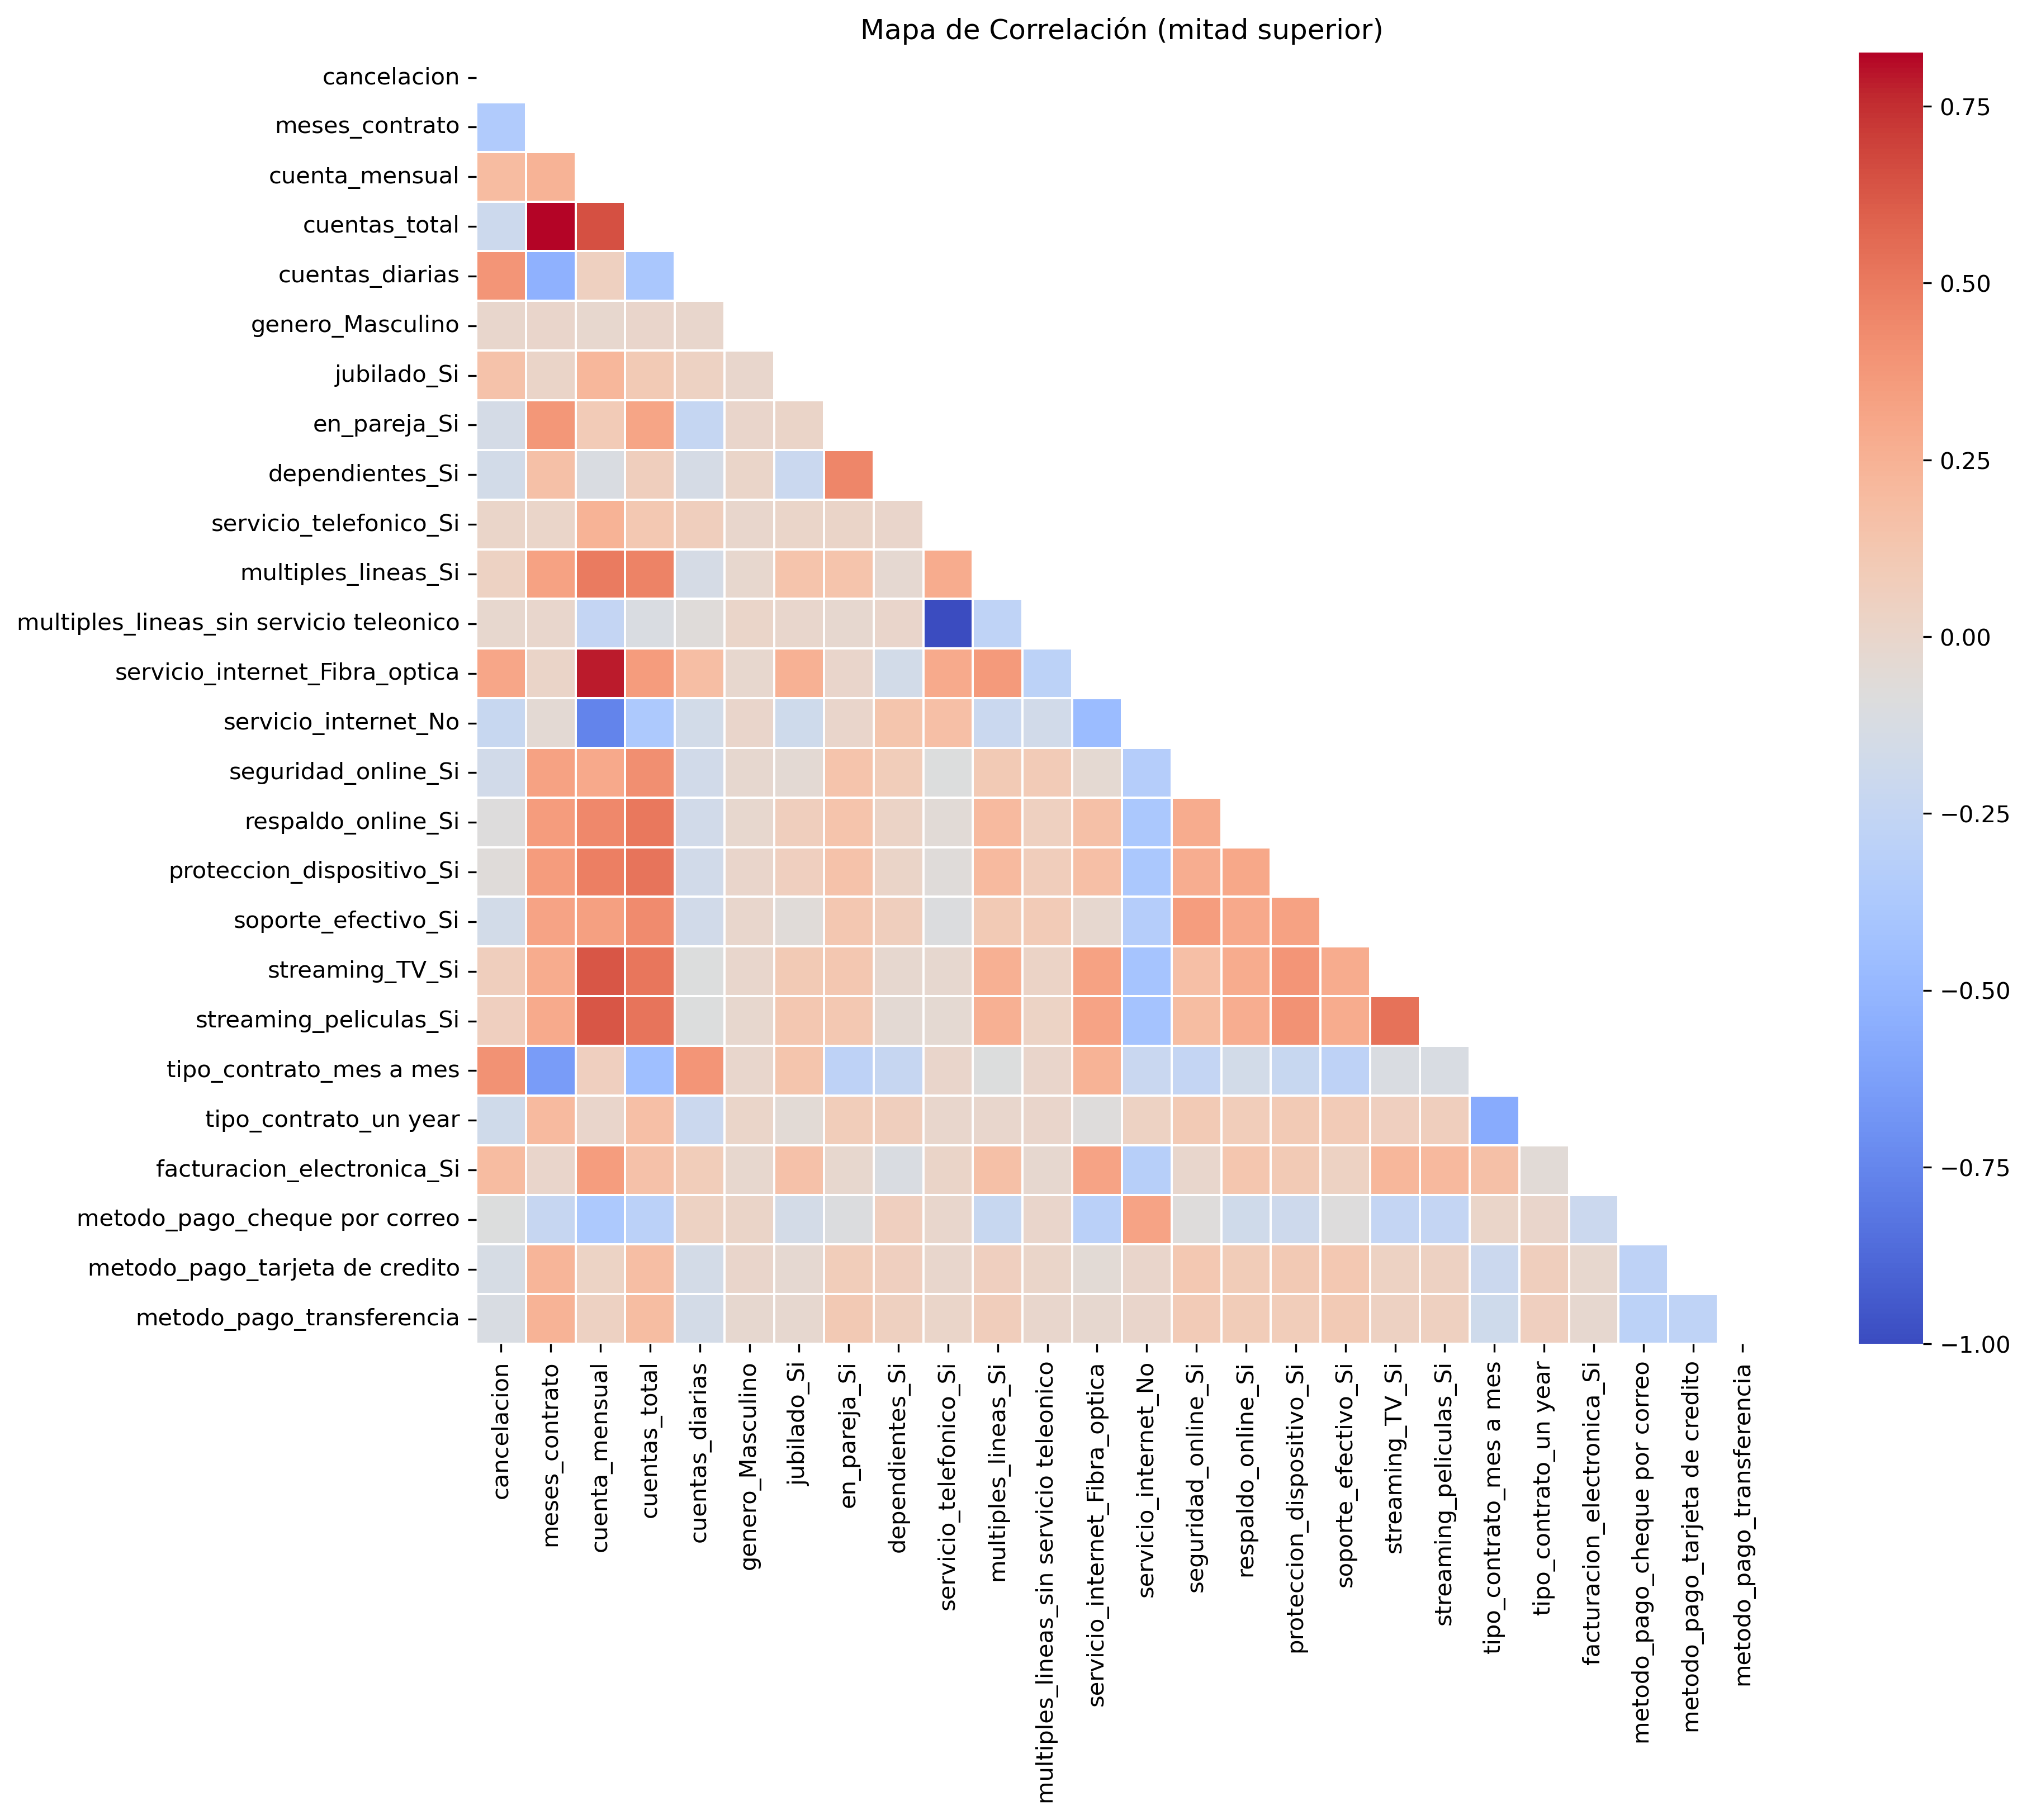 Mapa de Correlación (mitad superior)
cancelacion
meses_contrato
cuenta_mensual
cuentas_total
cuentas_diarias
genero_Masculino
jubilado_Si
en_pareja_Si
dependientes_Si
servicio_telefonico_Si
multiples_lineas_Si
multiples_lineas_sin servicio teleonico
servicio_internet_Fibra_optica
servicio_internet_No
seguridad_online_Si
respaldo_online_Si
proteccion_dispositivo_Si
soporte_efectivo_Si
streaming_TV_Si
streaming_peliculas_Si
tipo_contrato_mes a mes
tipo_contrato_un year
facturacion_electronica_Si
metodo_pago_cheque por correo
metodo_pago_tarjeta de credito
metodo_pago_transferencia
cancelacion
meses_contrato
cuenta_mensual
cuentas_total
cuentas_diarias
genero_Masculino
jubilado_Si
en_pareja_Si
dependientes_Si
servicio_telefonico_Si
multiples_lineas_Si
multiples_lineas_sin servicio teleonico
servicio_internet_Fibra_optica
servicio_internet_No
seguridad_online_Si
respaldo_online_Si
proteccion_dispositivo_Si
soporte_efectivo_Si
streaming_TV_Si
streaming_peliculas_Si
tipo_contrato_mes a mes
tipo_contrato_un year
facturacion_electronica_Si
metodo_pago_cheque por correo
metodo_pago_tarjeta de credito
metodo_pago_transferencia
0.75
0.50
0.25
0.00
−0.25
−0.50
−0.75
−1.00